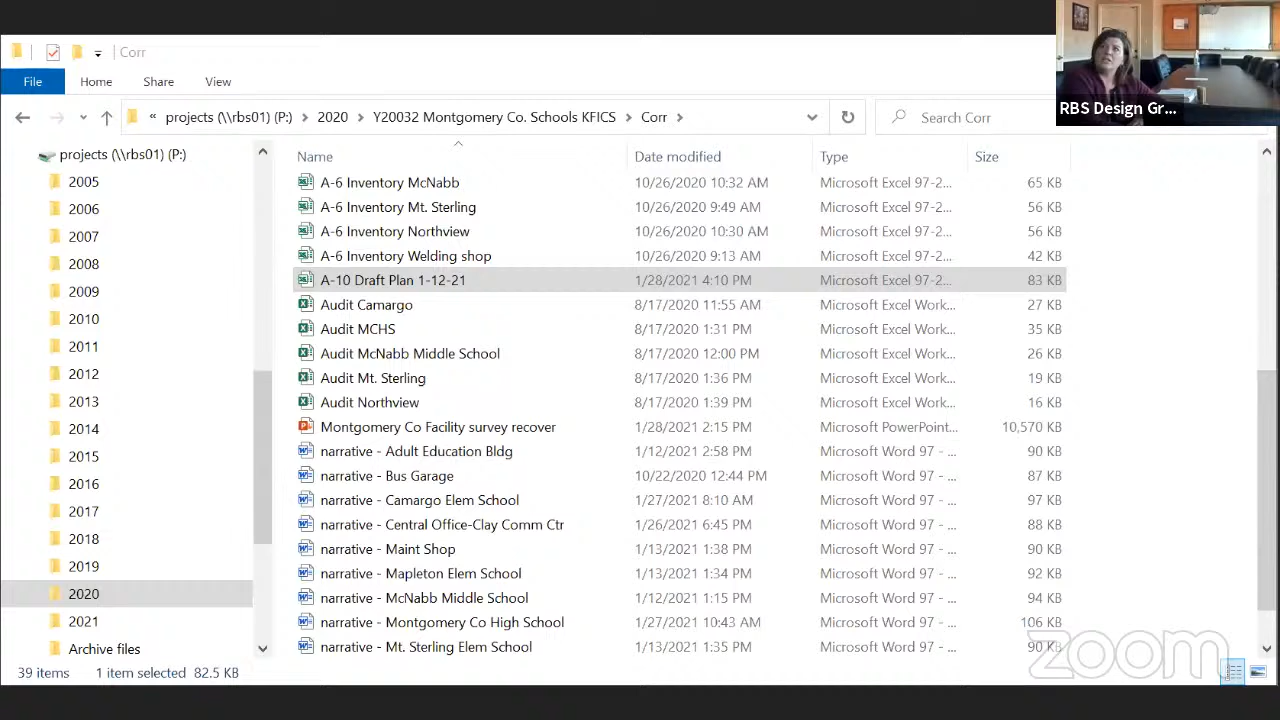 Corr
RBS Design Gr...
File Home Share View
« projects (\\rbs01) (P:) > 2020 > Y20032 Montgomery Co. Schools KFICS > Corr >
Search Corr
projects (\\rbs01) (P:)
2005
2006
2007
2008
2009
2010
2011
2012
2013
2014
2015
2016
2017
2018
2019
2020
2021
Archive files
Name Date modified Type Size
A-6 Inventory McNabb 10/26/2020 10:32 AM Microsoft Excel 97-2... 65 KB
A-6 Inventory Mt. Sterling 10/26/2020 9:49 AM Microsoft Excel 97-2... 56 KB
A-6 Inventory Northview 10/26/2020 10:30 AM Microsoft Excel 97-2... 56 KB
A-6 Inventory Welding shop 10/26/2020 9:13 AM Microsoft Excel 97-2... 42 KB
A-10 Draft Plan 1-12-21 1/28/2021 4:10 PM Microsoft Excel 97-2... 83 KB
Audit Camargo 8/17/2020 11:55 AM Microsoft Excel Work... 27 KB
Audit MCHS 8/17/2020 1:31 PM Microsoft Excel Work... 35 KB
Audit McNabb Middle School 8/17/2020 12:00 PM Microsoft Excel Work... 26 KB
Audit Mt. Sterling 8/17/2020 1:36 PM Microsoft Excel Work... 19 KB
Audit Northview 8/17/2020 1:39 PM Microsoft Excel Work... 16 KB
Montgomery Co Facility survey recover 1/28/2021 2:15 PM Microsoft PowerPoint... 10,570 KB
narrative - Adult Education Bldg 1/12/2021 2:58 PM Microsoft Word 97 - ... 90 KB
narrative - Bus Garage 10/22/2020 12:44 PM Microsoft Word 97 - ... 87 KB
narrative - Camargo Elem School 1/27/2021 8:10 AM Microsoft Word 97 - ... 97 KB
narrative - Central Office-Clay Comm Ctr 1/26/2021 6:45 PM Microsoft Word 97 - ... 88 KB
narrative - Maint Shop 1/13/2021 1:38 PM Microsoft Word 97 - ... 90 KB
narrative - Mapleton Elem School 1/13/2021 1:34 PM Microsoft Word 97 - ... 92 KB
narrative - McNabb Middle School 1/12/2021 1:15 PM Microsoft Word 97 - ... 94 KB
narrative - Montgomery Co High School 1/27/2021 10:43 AM Microsoft Word 97 - ... 106 KB
narrative - Mt. Sterling Elem School 1/13/2021 1:35 PM Microsoft Word 97 - ... 90 KB
zoom
39 items 1 item selected 82.5 KB